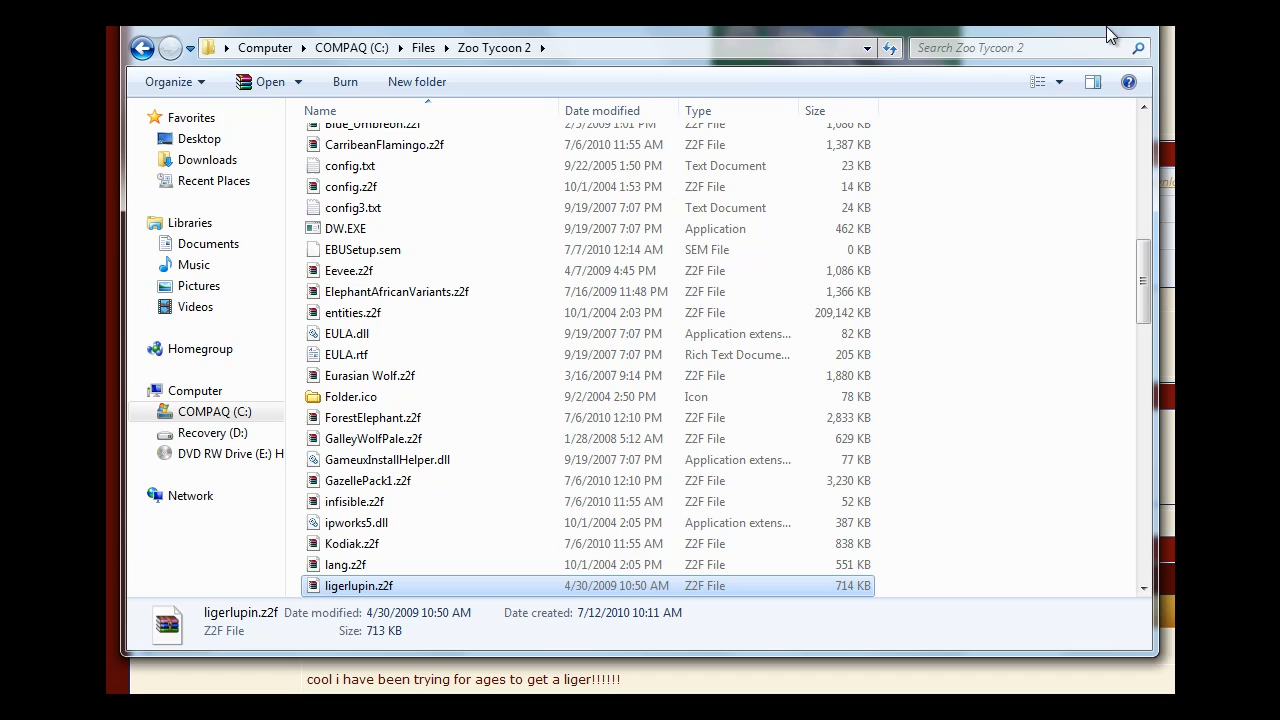 Computer COMPAQ (C:) Files Zoo Tycoon 2 Search Zoo Tycoon 2
Organize Open Burn New folder
Name Date modified Type Size
Favorites
Desktop
Downloads
Recent Places
Libraries
Documents
Music
Pictures
Videos
Homegroup
Computer
COMPAQ (C:)
Recovery (D:)
DVD RW Drive (E:) H
Network
Blue_Umbreon.z2f 2/5/2009 1:01 PM Z2F File 1,086 KB
CarribeanFlamingo.z2f 7/6/2010 11:55 AM Z2F File 1,387 KB
config.txt 9/22/2005 1:50 PM Text Document 23 KB
config.z2f 10/1/2004 1:53 PM Z2F File 14 KB
config3.txt 9/19/2007 7:07 PM Text Document 24 KB
DW.EXE 9/19/2007 7:07 PM Application 462 KB
EBUSetup.sem 7/7/2010 12:14 AM SEM File 0 KB
Eevee.z2f 4/7/2009 4:45 PM Z2F File 1,086 KB
ElephantAfricanVariants.z2f 7/16/2009 11:48 PM Z2F File 1,366 KB
entities.z2f 10/1/2004 2:03 PM Z2F File 209,142 KB
EULA.dll 9/19/2007 7:07 PM Application extens... 82 KB
EULA.rtf 9/19/2007 7:07 PM Rich Text Docume... 205 KB
Eurasian Wolf.z2f 3/16/2007 9:14 PM Z2F File 1,880 KB
Folder.ico 9/2/2004 2:50 PM Icon 78 KB
ForestElephant.z2f 7/6/2010 12:10 PM Z2F File 2,833 KB
GalleyWolfPale.z2f 1/28/2008 5:12 AM Z2F File 629 KB
GameuxInstallHelper.dll 9/19/2007 7:07 PM Application extens... 77 KB
GazellePack1.z2f 7/6/2010 12:10 PM Z2F File 3,230 KB
infisible.z2f 7/6/2010 11:55 AM Z2F File 52 KB
ipworks5.dll 10/1/2004 2:05 PM Application extens... 387 KB
Kodiak.z2f 7/6/2010 11:55 AM Z2F File 838 KB
lang.z2f 10/1/2004 2:05 PM Z2F File 551 KB
ligerlupin.z2f 4/30/2009 10:50 AM Z2F File 714 KB
ligerlupin.z2f Date modified: 4/30/2009 10:50 AM Date created: 7/12/2010 10:11 AM
Z2F File Size: 713 KB
cool i have been trying for ages to get a liger!!!!!!